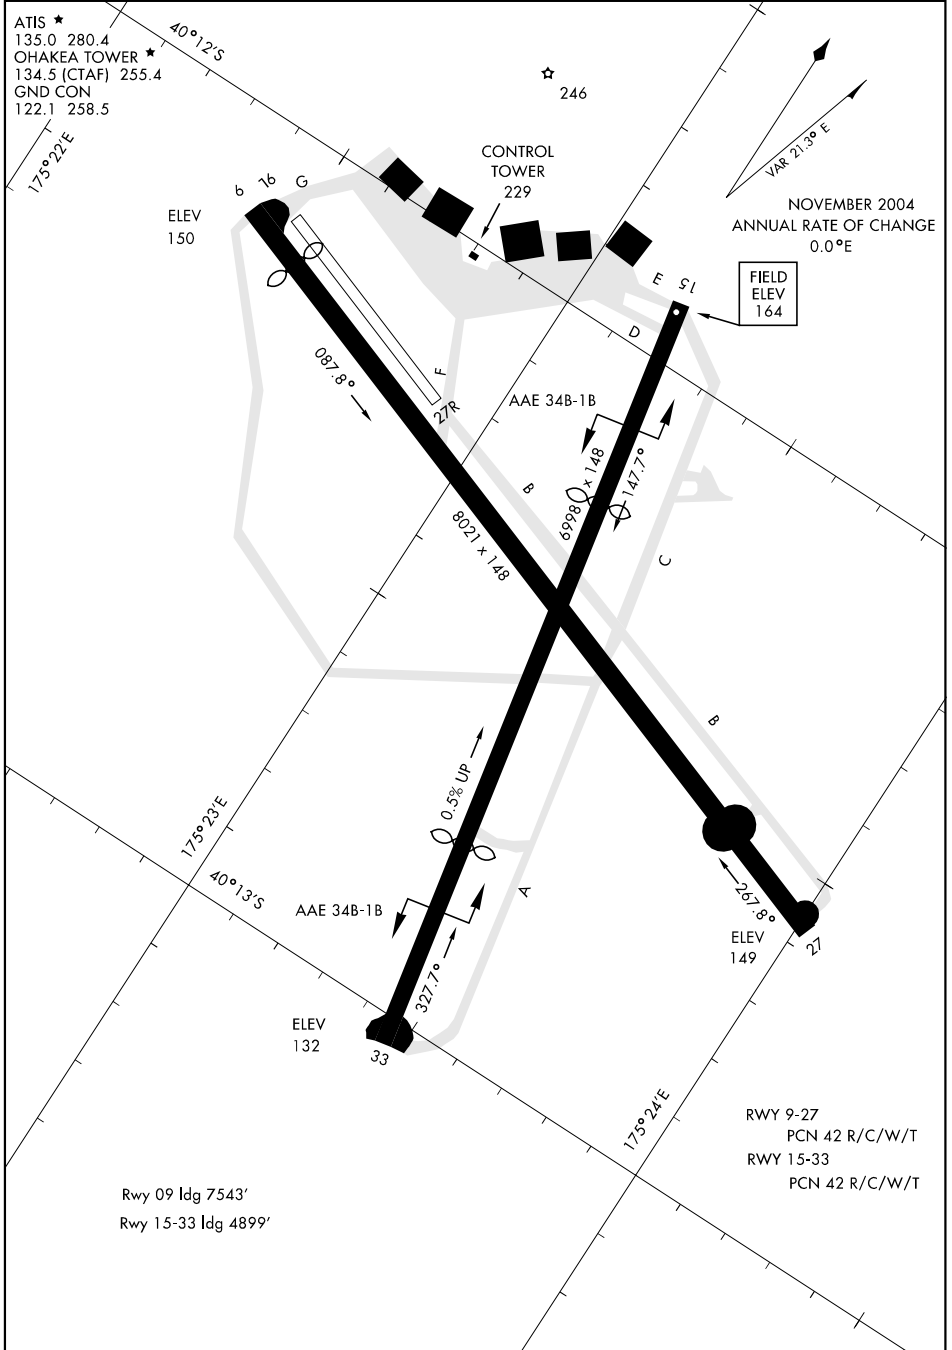 ATIS ★
135.0 280.4
OHAKEA TOWER ★
134.5 (CTAF) 255.4
GND CON
122.1 258.5
40°12'S
175°22'E
246
CONTROL
TOWER
229
VAR 21.3° E
NOVEMBER 2004
ANNUAL RATE OF CHANGE
0.0°E
FIELD
ELEV
164
9
16
G
ELEV
150
E
15
D
087.8°
F
27R
AAE 34B-1B
6998 x 148
147.7°
B
8021 x 148
C
B
0.5% UP
175°23'E
40°13'S
AAE 34B-1B
A
267.8°
ELEV
149
27
327.7°
ELEV
132
33
175°24'E
RWY 9-27
PCN 42 R/C/W/T
RWY 15-33
PCN 42 R/C/W/T
Rwy 09 ldg 7543'
Rwy 15-33 ldg 4899'